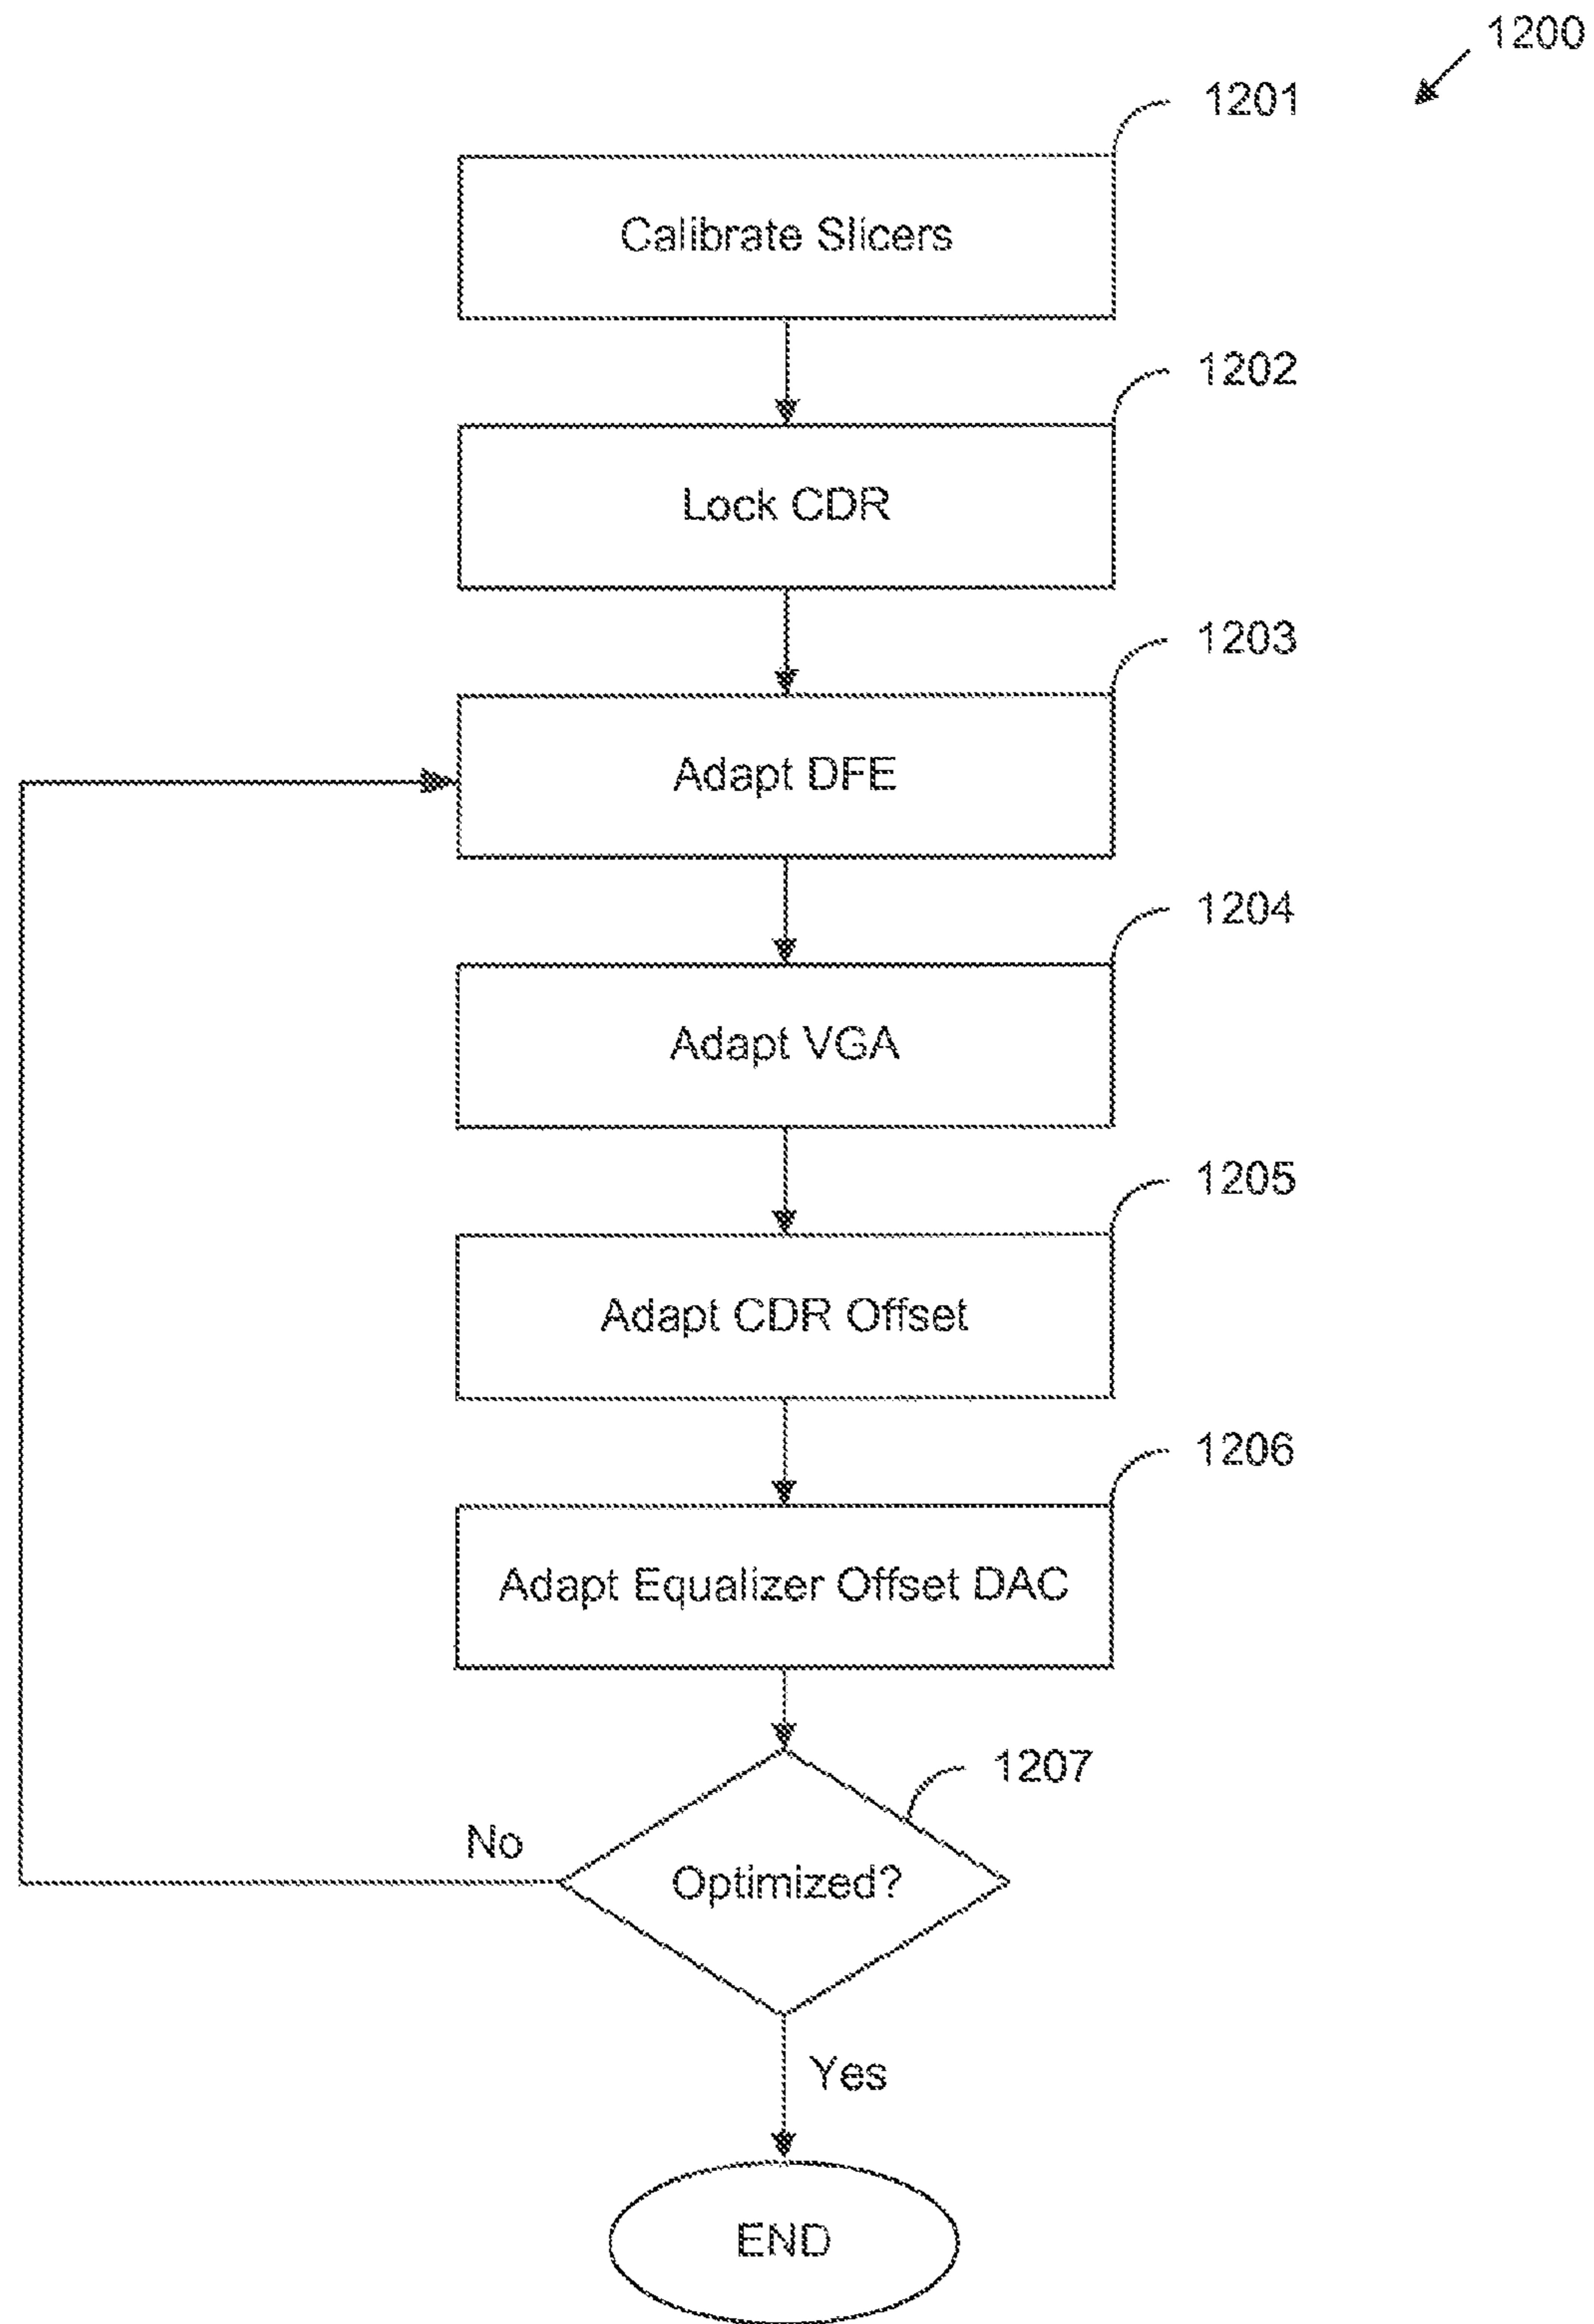 1200
1201
Calibrate Slicers
1202
Lock CDR
1203
Adapt DFE
1204
Adapt VGA
1205
Adapt CDR Offset
1206
Adapt Equalizer Offset DAC
1207
No
Optimized?
Yes
END